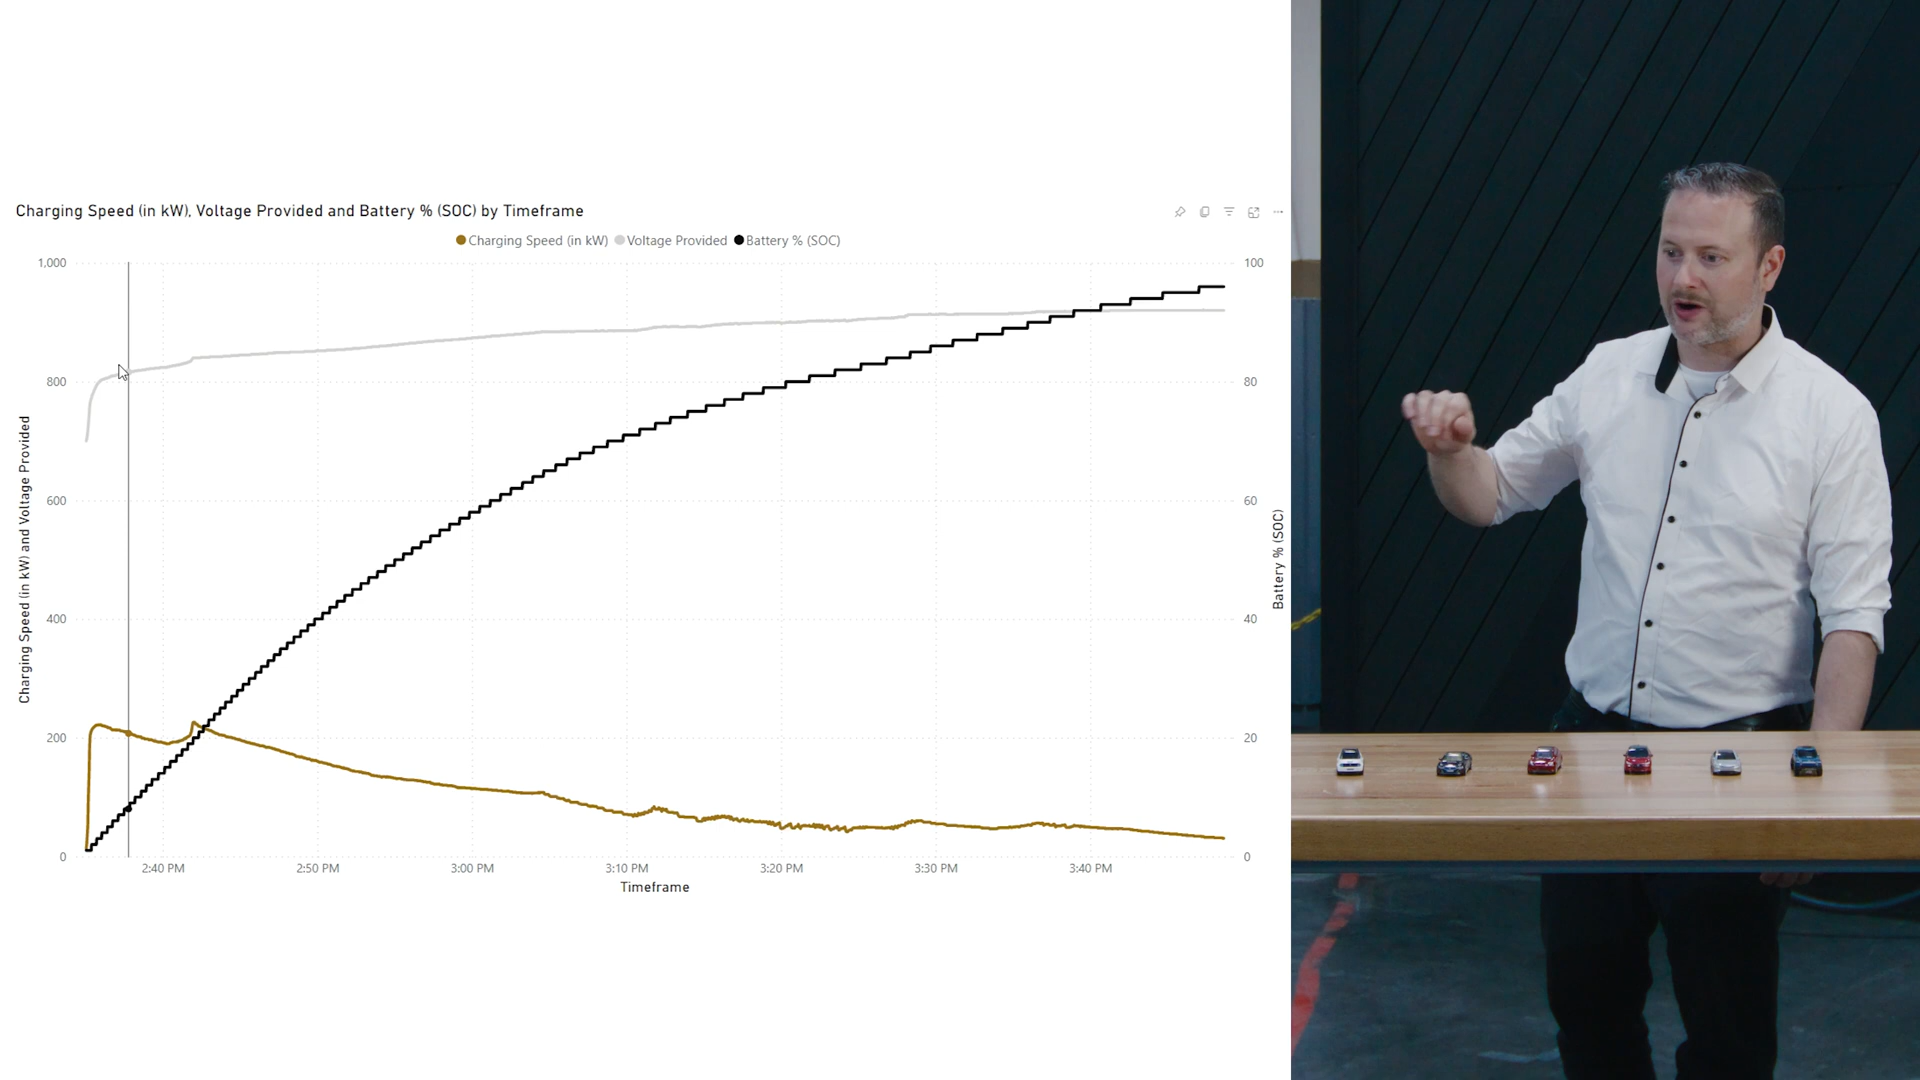 Charging Speed (in kW), Voltage Provided and Battery % (SOC) by Timeframe
Charging Speed (in kW) Voltage Provided Battery % (SOC)
1,000
800
600
400
200
0
Charging Speed (in kW) and Voltage Provided
100
80
60
40
20
0
Battery % (SOC)
2:40 PM 2:50 PM 3:00 PM 3:10 PM 3:20 PM 3:30 PM 3:40 PM
Timeframe